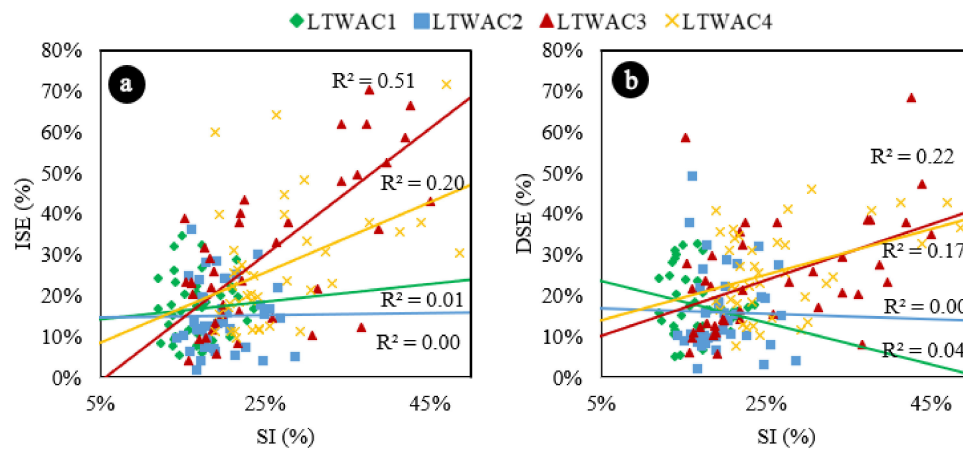 LTWAC1 LTWAC2 LTWAC3 LTWAC4
a
ISE (%)
80%
70%
60%
50%
40%
30%
20%
10%
0%
R² = 0.51
R² = 0.20
R² = 0.01
R² = 0.00
5% 25% 45%
SI (%)
b
DSE (%)
80%
70%
60%
50%
40%
30%
20%
10%
0%
R² = 0.22
R² = 0.17
R² = 0.00
R² = 0.04
5% 25% 45%
SI (%)